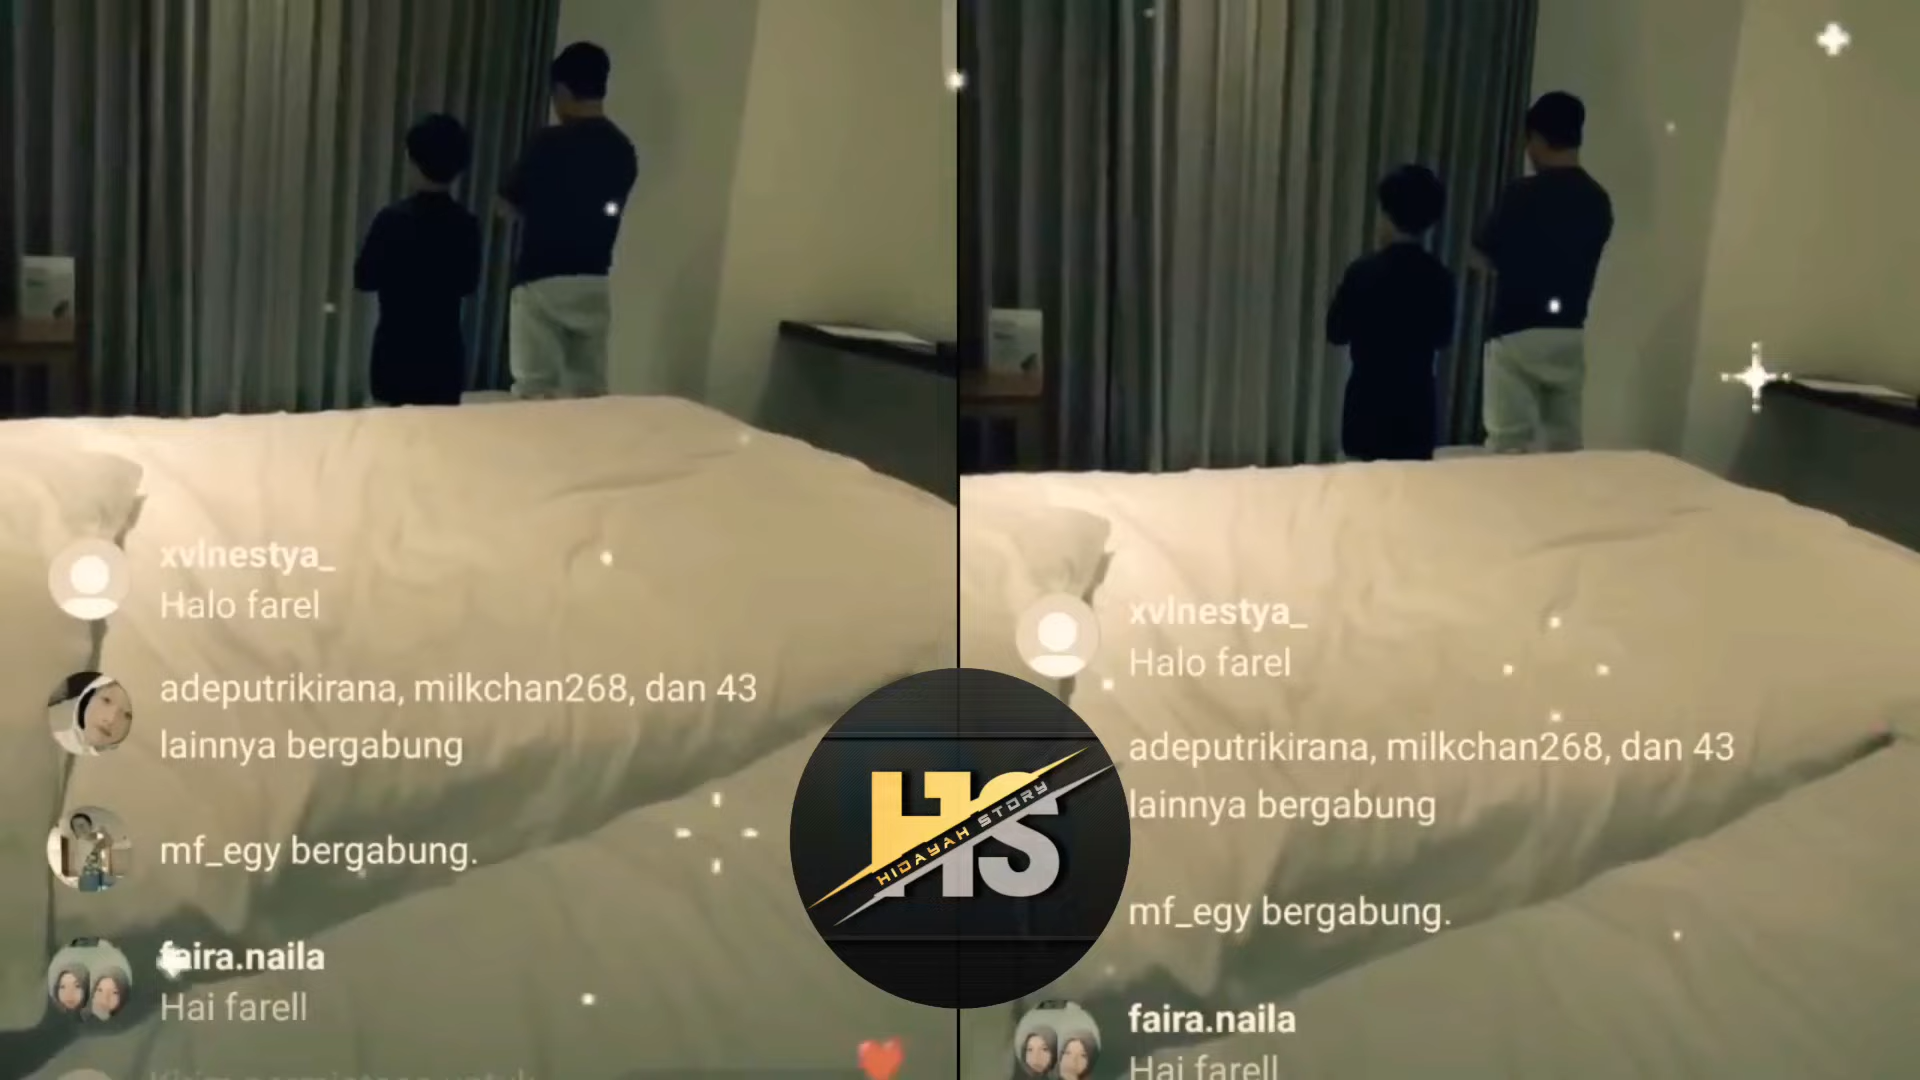 xvlnestya_
Halo farel
adeputrikirana, milkchan268, dan 43
lainnya bergabung
mf_egy bergabung.
faira.naila
Hai farell
xvlnestya_
Halo farel
adeputrikirana, milkchan268, dan 43
lainnya bergabung
mf_egy bergabung.
faira.naila
Hai farell
HS
HIDAYAH STORY